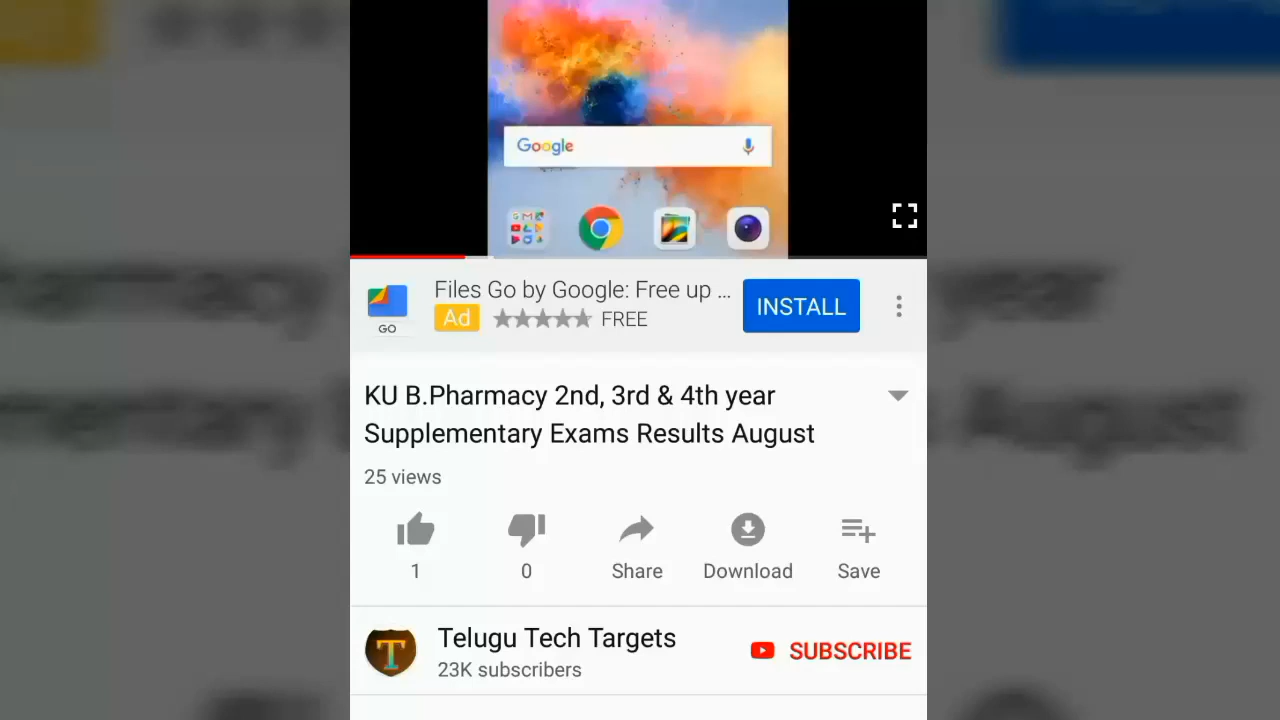 Google
Files Go by Google: Free up ...
Ad FREE
INSTALL
GO
KU B.Pharmacy 2nd, 3rd & 4th year
Supplementary Exams Results August
25 views
1
0
Share
Download
Save
T
Telugu Tech Targets
23K subscribers
SUBSCRIBE